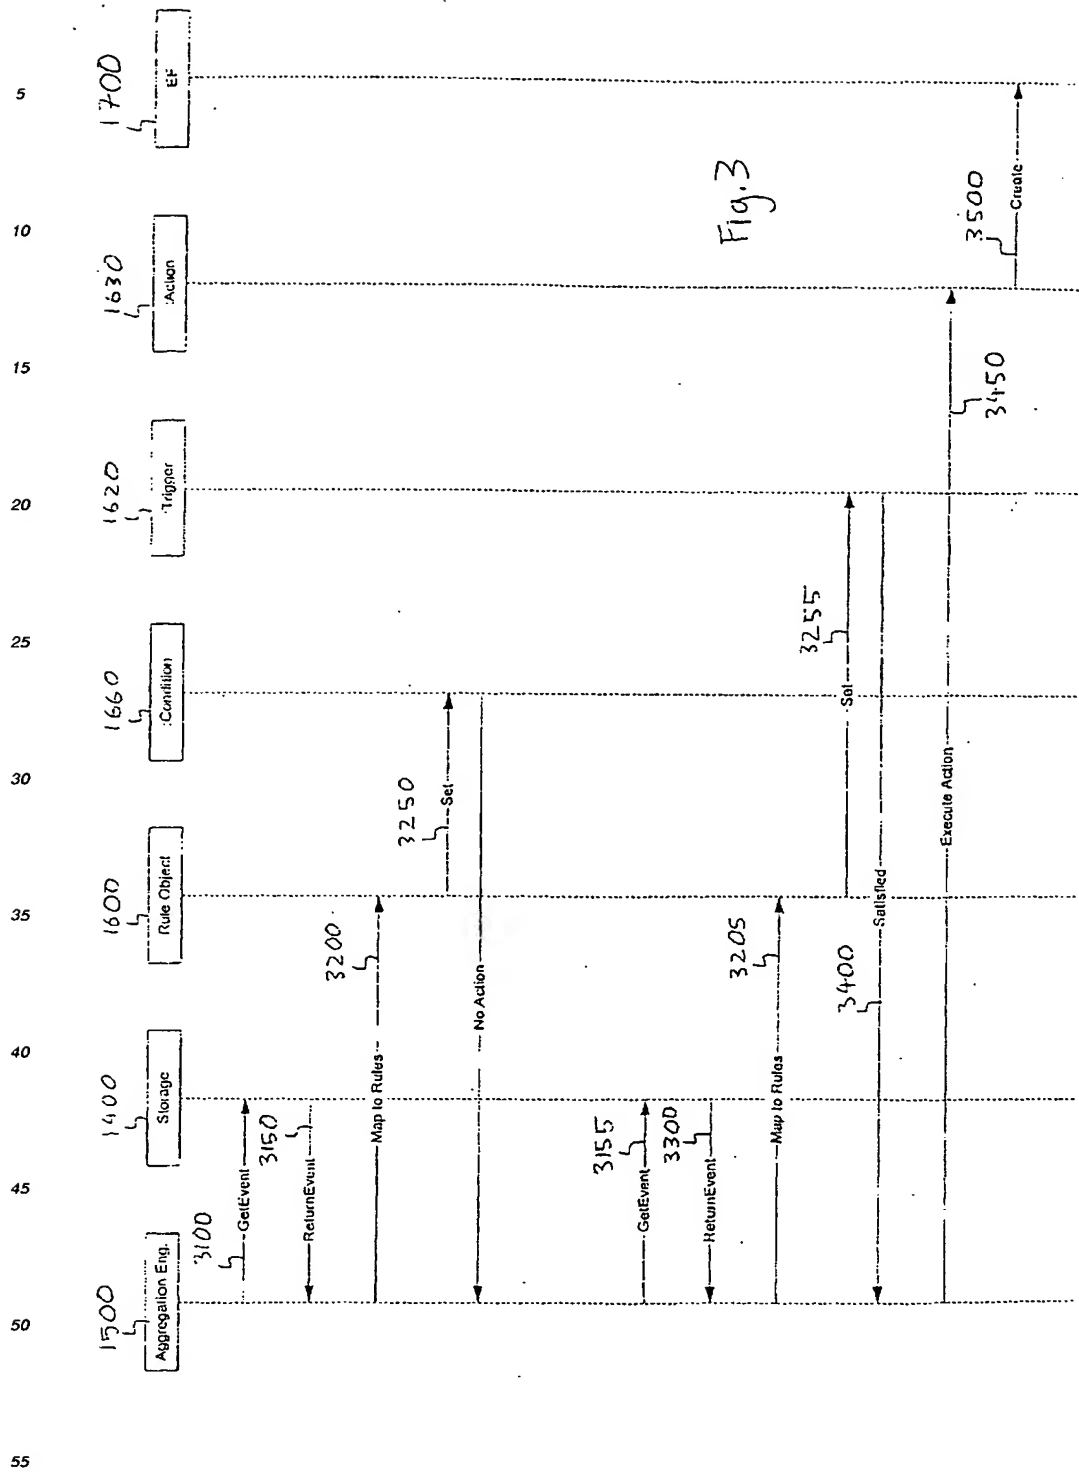 5
10
15
20
25
30
35
40
45
50
55
1500
Aggregation Eng.
1400
Storage
1600
Rule Object
1660
:Condition
1620
:Trigger
1630
:Action
1700
EF
3100
GetEvent
3150
ReturnEvent
3200
Map to Rules
3250
Set
No Action
3155
GetEvent
3300
ReturnEvent
3205
Map to Rules
3255
Set
3400
Satisfied
Execute Action
3450
3500
Create
Fig.3